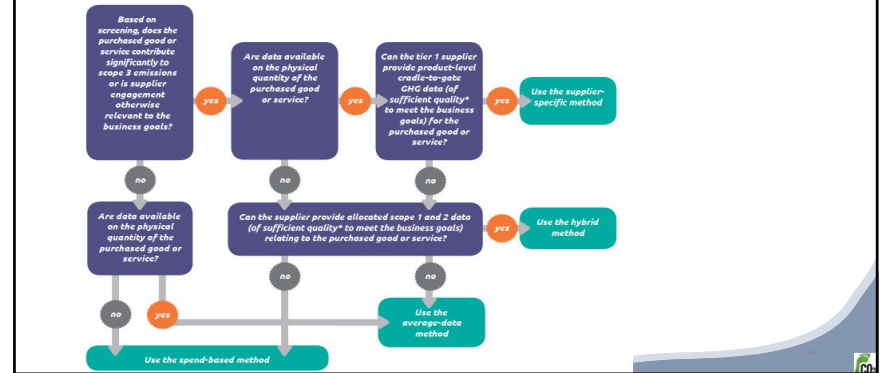 Based on
screening, does the
purchased good or
service contribute
significantly to
scope 3 emissions
or is supplier
engagement
otherwise
relevant to the
business goals?
yes
Are data available
on the physical
quantity of the
purchased good
or service?
yes
Can the tier 1 supplier
provide product-level
cradle-to-gate
GHG data (of
sufficient quality*
to meet the business
goals) for the
purchased good or
service?
yes
Use the supplier-
specific method
no
no
no
Are data available
on the physical
quantity of the
purchased good or
service?
Can the supplier provide allocated scope 1 and 2 data
(of sufficient quality* to meet the business goals)
relating to the purchased good or service?
yes
Use the hybrid
method
no
yes
no
no
Use the
average-data
method
Use the spend-based method
CO2